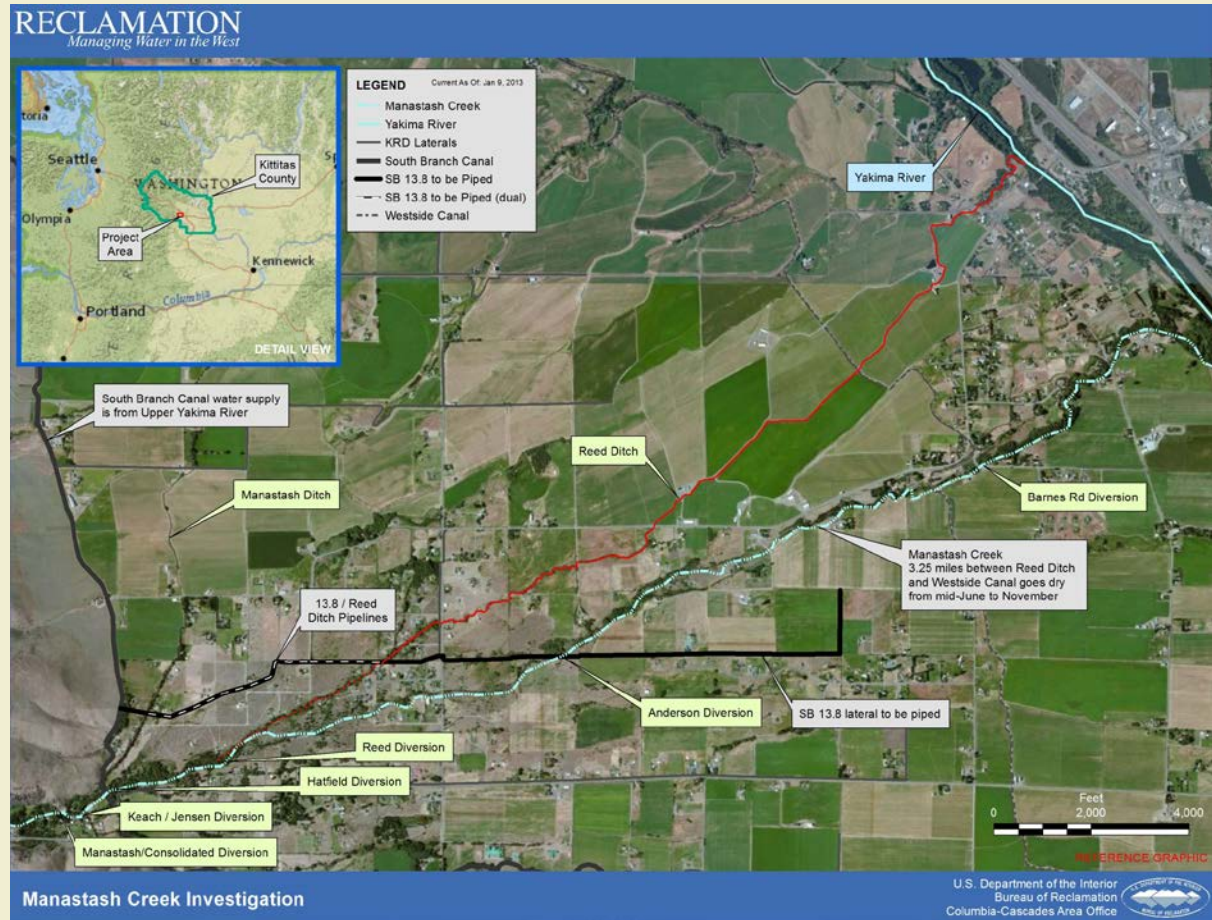 RECLAMATION
Managing Water in the West
Seattle
WASHINGTON
Kittitas
County
Olympia
Project
Area
Kennewick
Columbia
Portland
DETAIL VIEW
LEGEND
Current As Of: Jan 9, 2013
Manastash Creek
Yakima River
KRD Laterals
South Branch Canal
SB 13.8 to be Piped
SB 13.8 to be Piped (dual)
Westside Canal
Yakima River
South Branch Canal water supply
is from Upper Yakima River
Manastash Ditch
Reed Ditch
Barnes Rd Diversion
Manastash Creek
3.25 miles between Reed Ditch
and Westside Canal goes dry
from mid-June to November
13.8 / Reed
Ditch Pipelines
Anderson Diversion
SB 13.8 lateral to be piped
Reed Diversion
Hatfield Diversion
Keach / Jensen Diversion
Manastash/Consolidated Diversion
Feet
0 2,000 4,000
REFERENCE GRAPHIC
Manastash Creek Investigation
U.S. Department of the Interior
Bureau of Reclamation
Columbia-Cascades Area Office